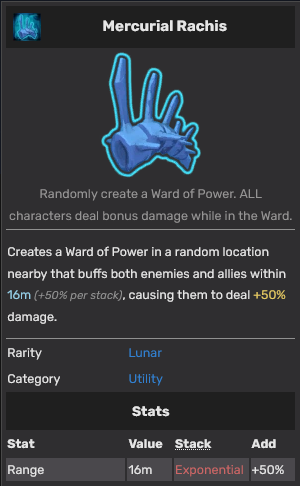 Mercurial Rachis
Randomly create a Ward of Power. ALL
characters deal bonus damage while in the Ward.
Creates a Ward of Power in a random location
nearby that buffs both enemies and allies within
16m (+50% per stack), causing them to deal +50%
damage.
Rarity Lunar
Category Utility
Stats
Stat Value Stack Add
Range 16m Exponential +50%